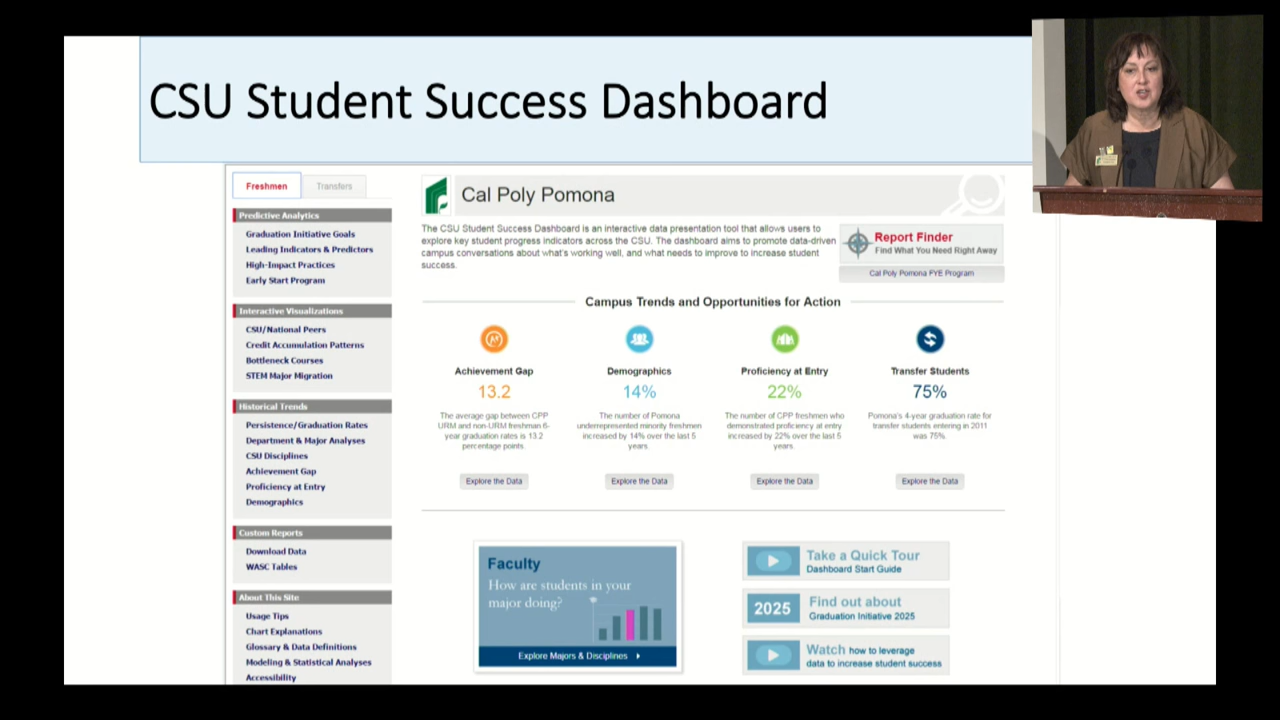 CSU Student Success Dashboard
Freshmen
Transfers
Predictive Analytics
Graduation Initiative Goals
Leading Indicators & Predictors
High-Impact Practices
Early Start Program
Interactive Visualizations
CSU/National Peers
Credit Accumulation Patterns
Bottleneck Courses
STEM Major Migration
Historical Trends
Persistence/Graduation Rates
Department & Major Analyses
CSU Disciplines
Achievement Gap
Proficiency at Entry
Demographics
Custom Reports
Download Data
WASC Tables
About This Site
Usage Tips
Chart Explanations
Glossary & Data Definitions
Modeling & Statistical Analyses
Accessibility
Cal Poly Pomona
The CSU Student Success Dashboard is an interactive data presentation tool that allows users to
explore key student progress indicators across the CSU. The dashboard aims to promote data-driven
campus conversations about what's working well, and what needs to improve to increase student
success.
Report Finder
Find What You Need Right Away
Cal Poly Pomona FYE Program
Campus Trends and Opportunities for Action
Achievement Gap
13.2
The average gap between CPP
URM and non-URM freshman 6-
year graduation rates is 13.2
percentage points.
Explore the Data
Demographics
14%
The number of Pomona
underrepresented minority freshmen
increased by 14% over the last 5
years.
Explore the Data
Proficiency at Entry
22%
The number of CPP freshmen who
demonstrated proficiency at entry
increased by 22% over the last 5
years.
Explore the Data
Transfer Students
75%
Pomona's 4-year graduation rate for
transfer students entering in 2011
was 75%.
Explore the Data
Faculty
How are students in your
major doing?
Explore Majors & Disciplines
Take a Quick Tour
Dashboard Start Guide
2025
Find out about
Graduation Initiative 2025
Watch how to leverage
data to increase student success